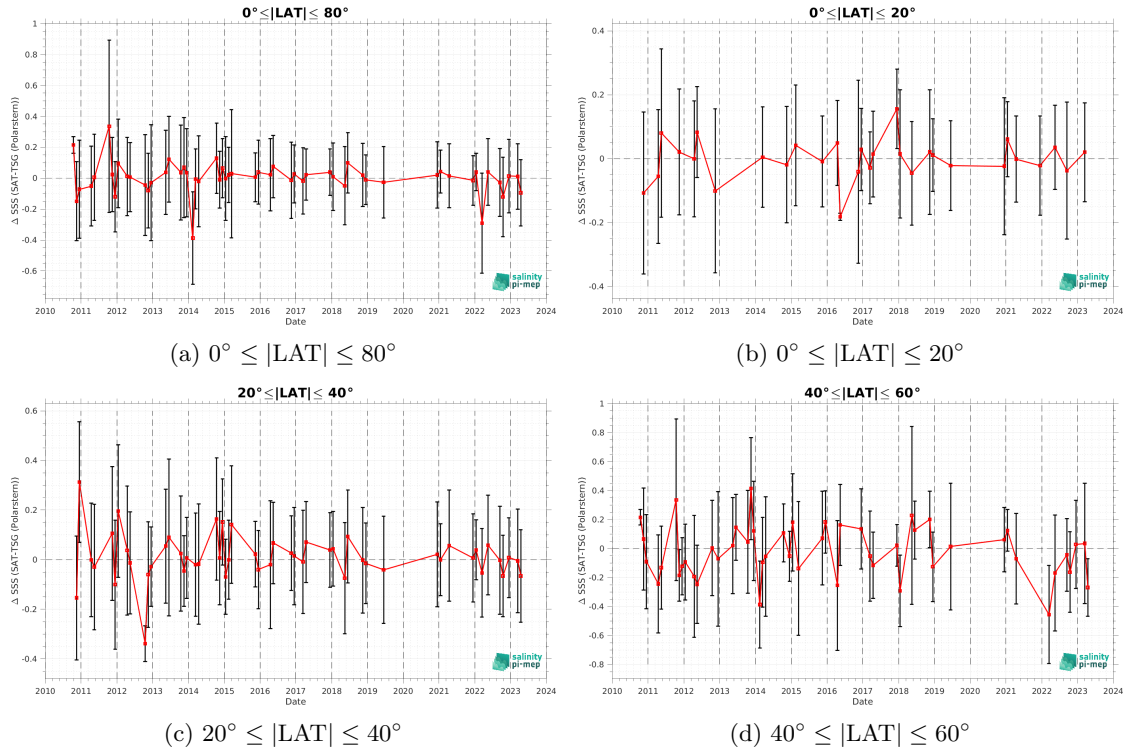 0°≤|LAT|≤ 80°
Δ SSS (SAT-TSG (Polarstern))
1
0.8
0.6
0.4
0.2
0
-0.2
-0.4
-0.6
2010 2011 2012 2013 2014 2015 2016 2017 2018 2019 2020 2021 2022 2023 2024
Date
salinity
pi-mep
(a) 0° ≤ |LAT| ≤ 80°
0°≤|LAT|≤ 20°
Δ SSS (SAT-TSG (Polarstern))
0.4
0.2
0
-0.2
-0.4
2010 2011 2012 2013 2014 2015 2016 2017 2018 2019 2020 2021 2022 2023 2024
Date
salinity
pi-mep
(b) 0° ≤ |LAT| ≤ 20°
20°≤|LAT|≤ 40°
Δ SSS (SAT-TSG (Polarstern))
0.6
0.4
0.2
0
-0.2
-0.4
2010 2011 2012 2013 2014 2015 2016 2017 2018 2019 2020 2021 2022 2023 2024
Date
salinity
pi-mep
(c) 20° ≤ |LAT| ≤ 40°
40°≤|LAT|≤ 60°
Δ SSS (SAT-TSG (Polarstern))
1
0.8
0.6
0.4
0.2
0
-0.2
-0.4
-0.6
-0.8
2010 2011 2012 2013 2014 2015 2016 2017 2018 2019 2020 2021 2022 2023 2024
Date
salinity
pi-mep
(d) 40° ≤ |LAT| ≤ 60°